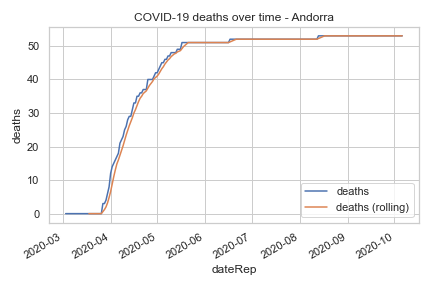 COVID-19 deaths over time - Andorra
deaths
50
40
30
20
10
0
2020-03
2020-04
2020-05
2020-06
2020-07
2020-08
2020-09
2020-10
dateRep
deaths
deaths (rolling)